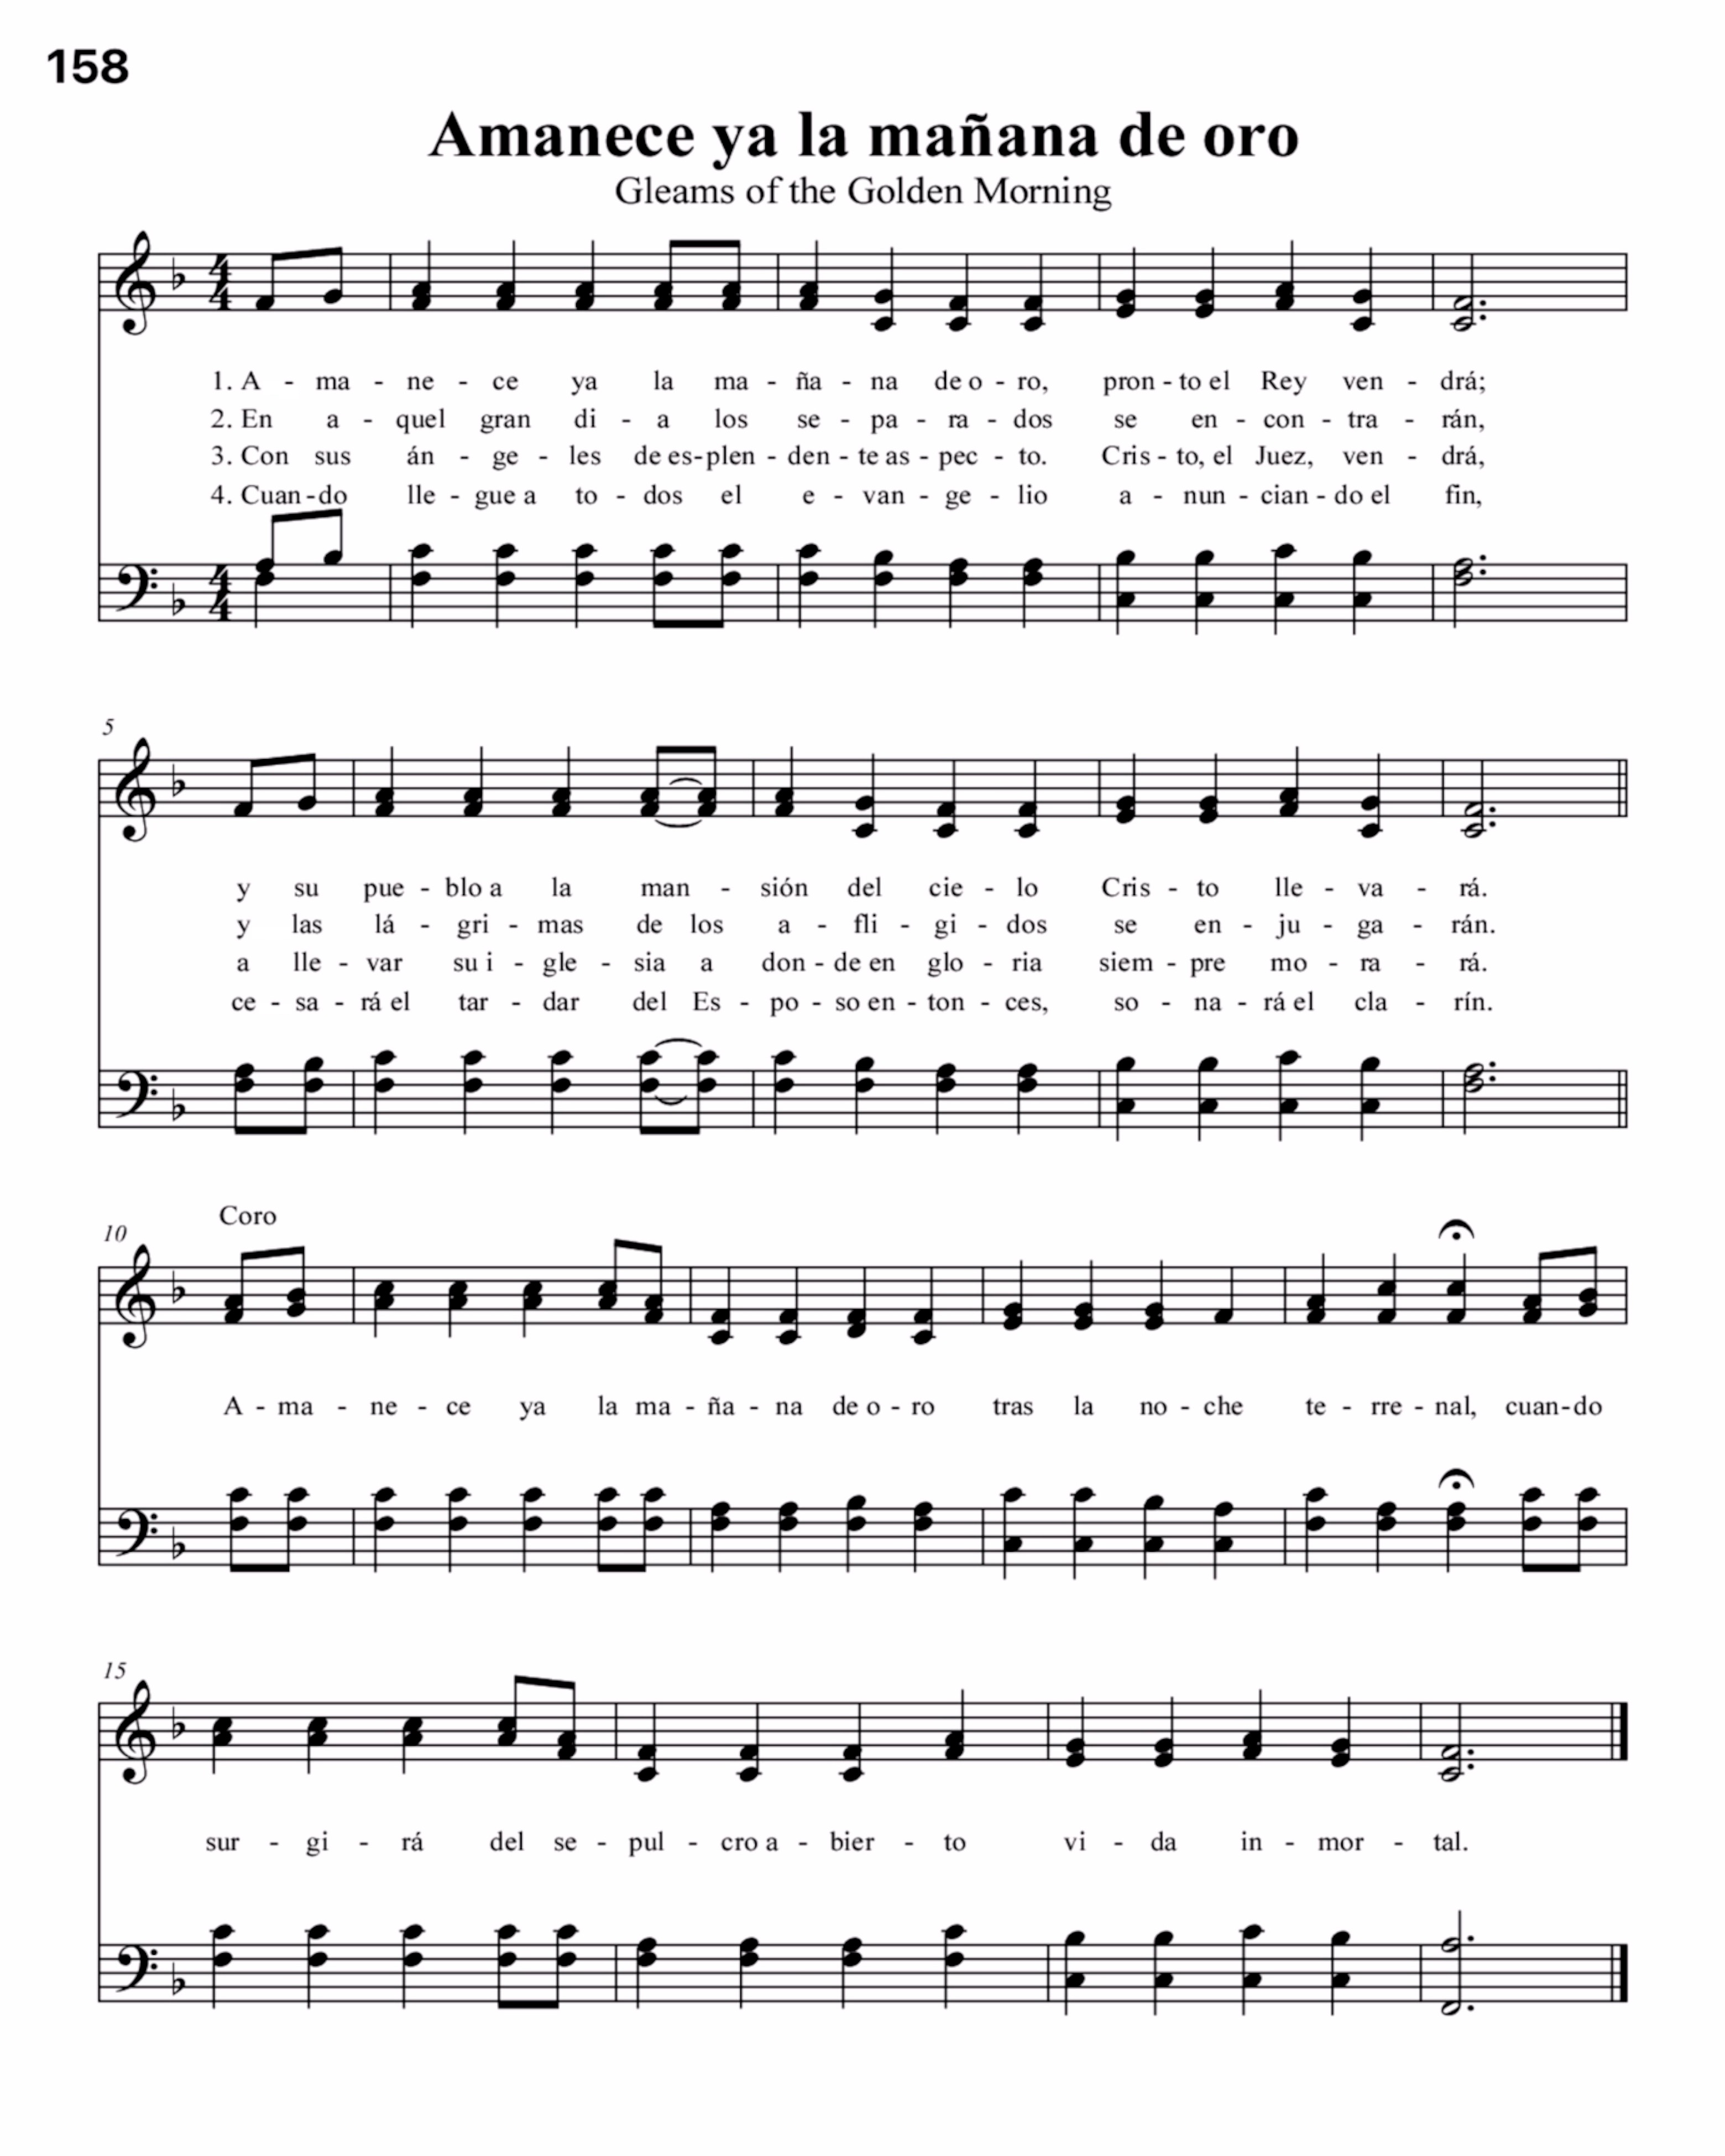 158
Amanece ya la mañana de oro
Gleams of the Golden Morning
4 4
1. A - ma - ne - ce ya la ma - ña - na de o - ro, pron - to el Rey ven - drá;
2. En a - quel gran di - a los se - pa - ra - dos se en - con - tra - rán,
3. Con sus án - ge - les de es - plen - den - te as - pec - to. Cris - to, el Juez, ven - drá,
4. Cuan - do lle - gue a to - dos el e - van - ge - lio a - nun - cian - do el fin,
4 4
5
y su pue - blo a la man - sión del cie - lo Cris - to lle - va - rá.
y las lá - gri - mas de los a - fli - gi - dos se en - ju - ga - rán.
a lle - var su i - gle - sia a don - de en glo - ria siem - pre mo - ra - rá.
ce - sa - rá el tar - dar del Es - po - so en - ton - ces, so - na - rá el cla - rín.
Coro
10
A - ma - ne - ce ya la ma - ña - na de o - ro tras la no - che te - rre - nal, cuan - do
15
sur - gi - rá del se - pul - cro a - bier - to vi - da in - mor - tal.